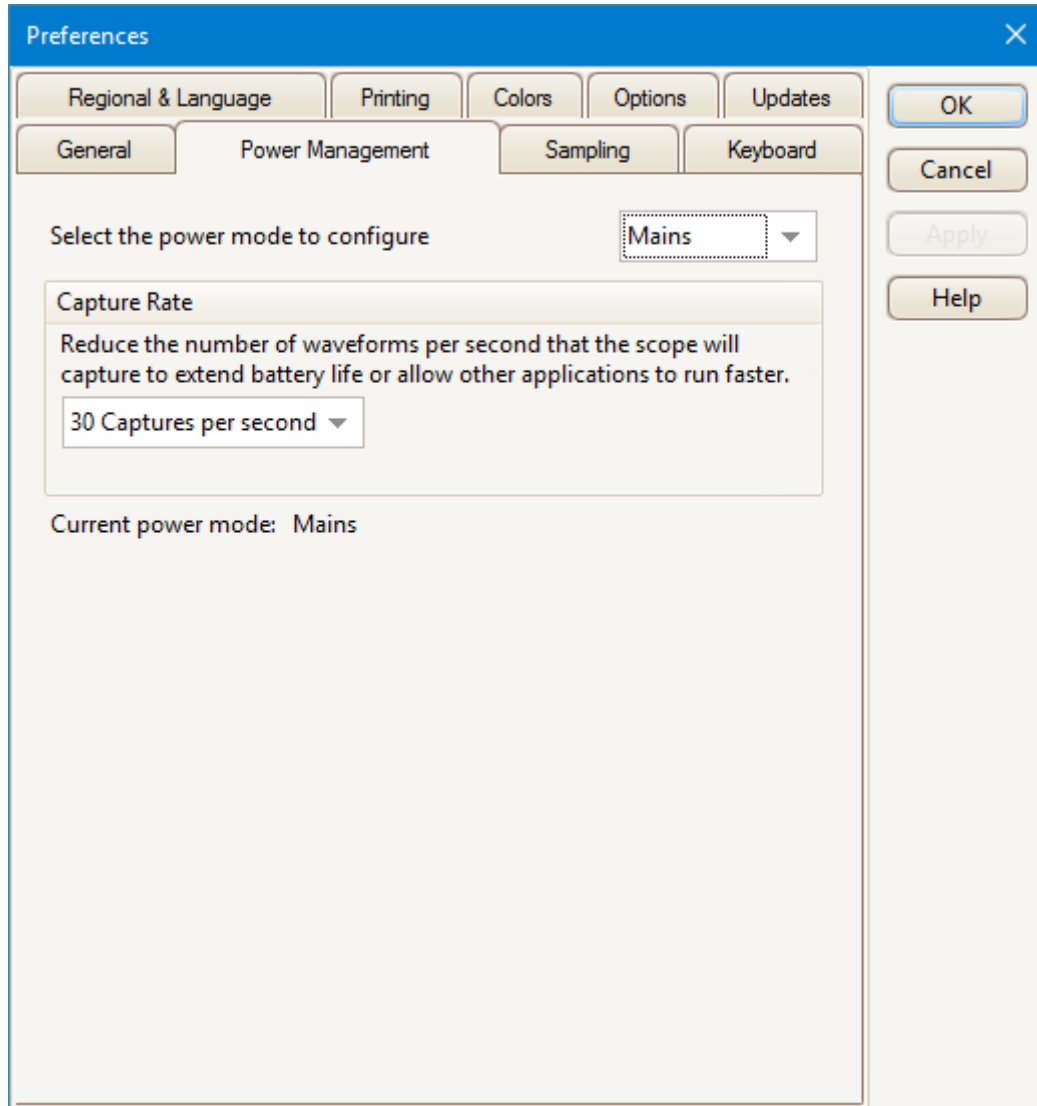 Preferences
Regional & Language Printing Colors Options Updates
General Power Management Sampling Keyboard
OK
Cancel
Apply
Help
Select the power mode to configure Mains
Capture Rate
Reduce the number of waveforms per second that the scope will
capture to extend battery life or allow other applications to run faster.
30 Captures per second
Current power mode: Mains